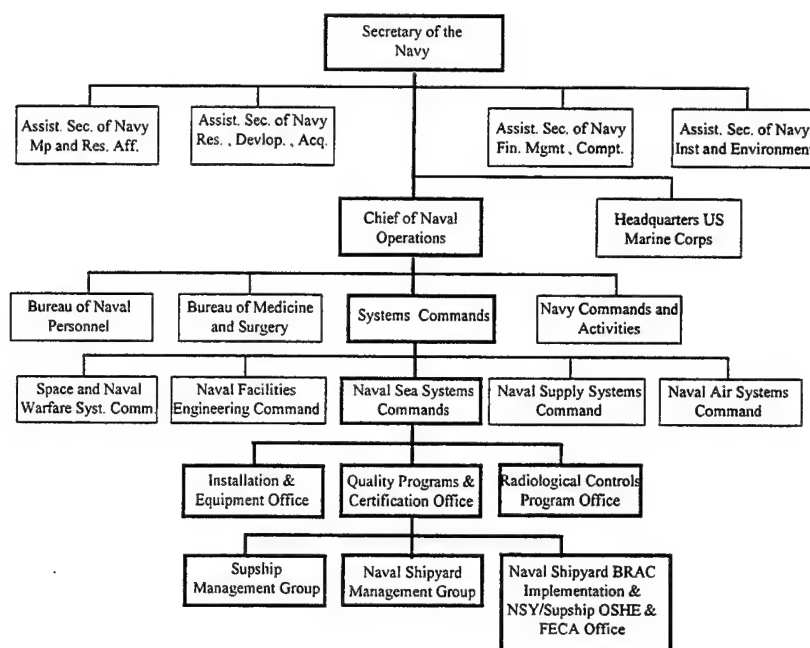 Secretary of the
Navy
Assist. Sec. of Navy
Mp and Res. Aff.
Assist. Sec. of Navy
Res. , Devlop. , Acq.
Assist. Sec. of Navy
Fin. Mgmt , Compt.
Assist. Sec. of Navy
Inst and Environment
Chief of Naval
Operations
Headquarters US
Marine Corps
Bureau of Naval
Personnel
Bureau of Medicine
and Surgery
Systems Commands
Navy Commands and
Activities
Space and Naval
Warfare Syst. Comm
Naval Facilities
Engineering Command
Naval Sea Systems
Commands
Naval Supply Systems
Command
Naval Air Systems
Command
Installation &
Equipment Office
Quality Programs &
Certification Office
Radiological Controls
Program Office
Supship
Management Group
Naval Shipyard
Management Group
Naval Shipyard BRAC
Implementation &
NSY/Supship OSHE &
FECA Office